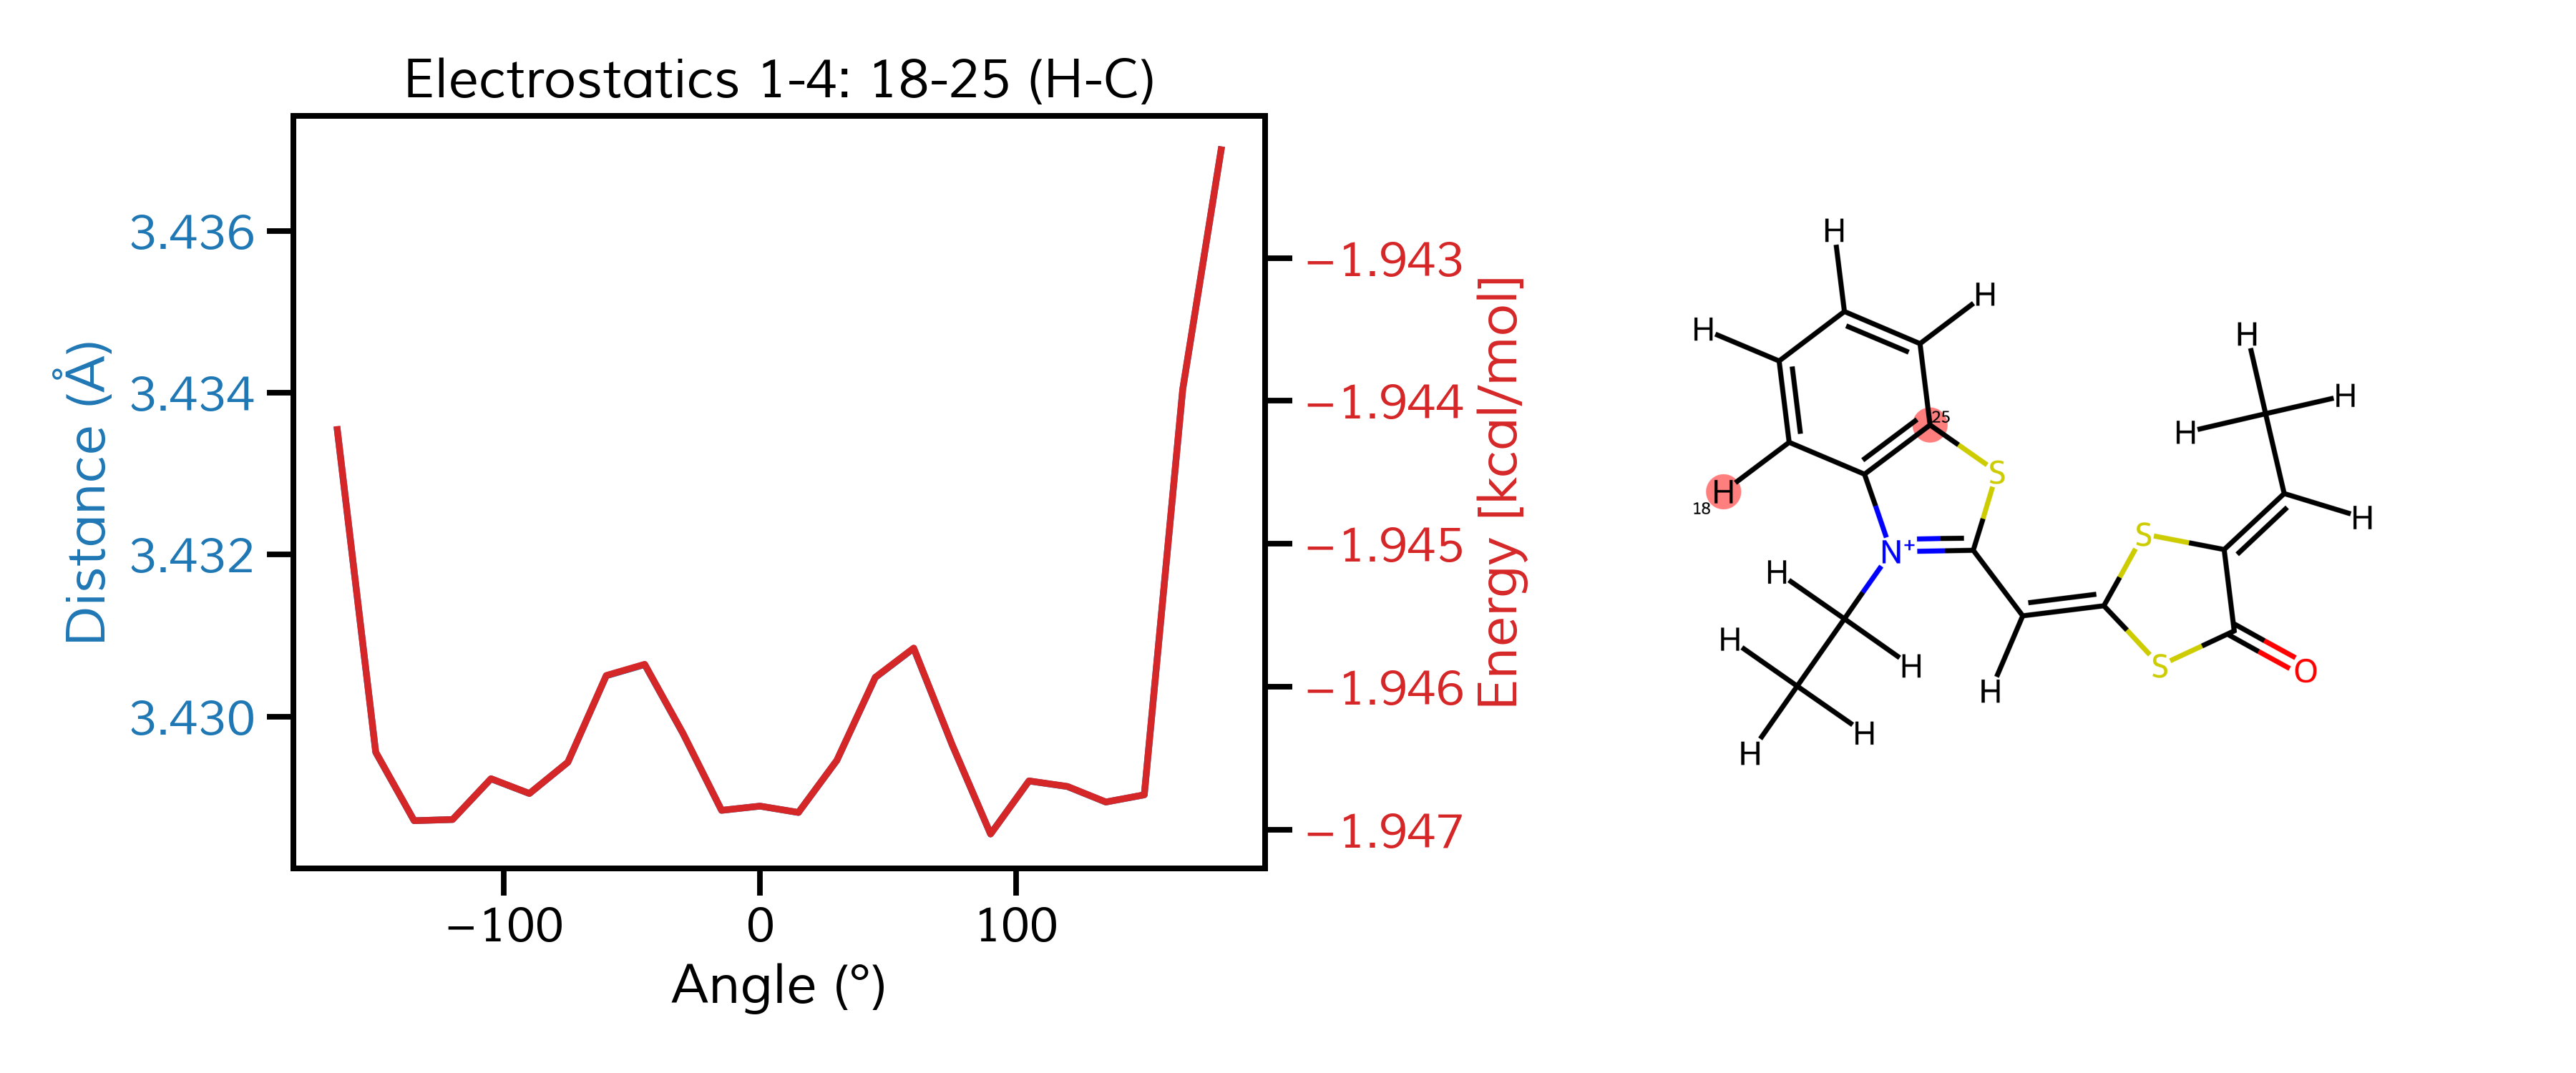 Electrostatics 1-4: 18-25 (H-C)
Distance (Å)
3.436
3.434
3.432
3.430
−100
0
100
Angle (°)
−1.943
−1.944
−1.945
−1.946
−1.947
Energy [kcal/mol]
H
H
H
H
H
H
25
H
S
H
18
S
H
N⁺
H
H
H
S
O
H
H
H